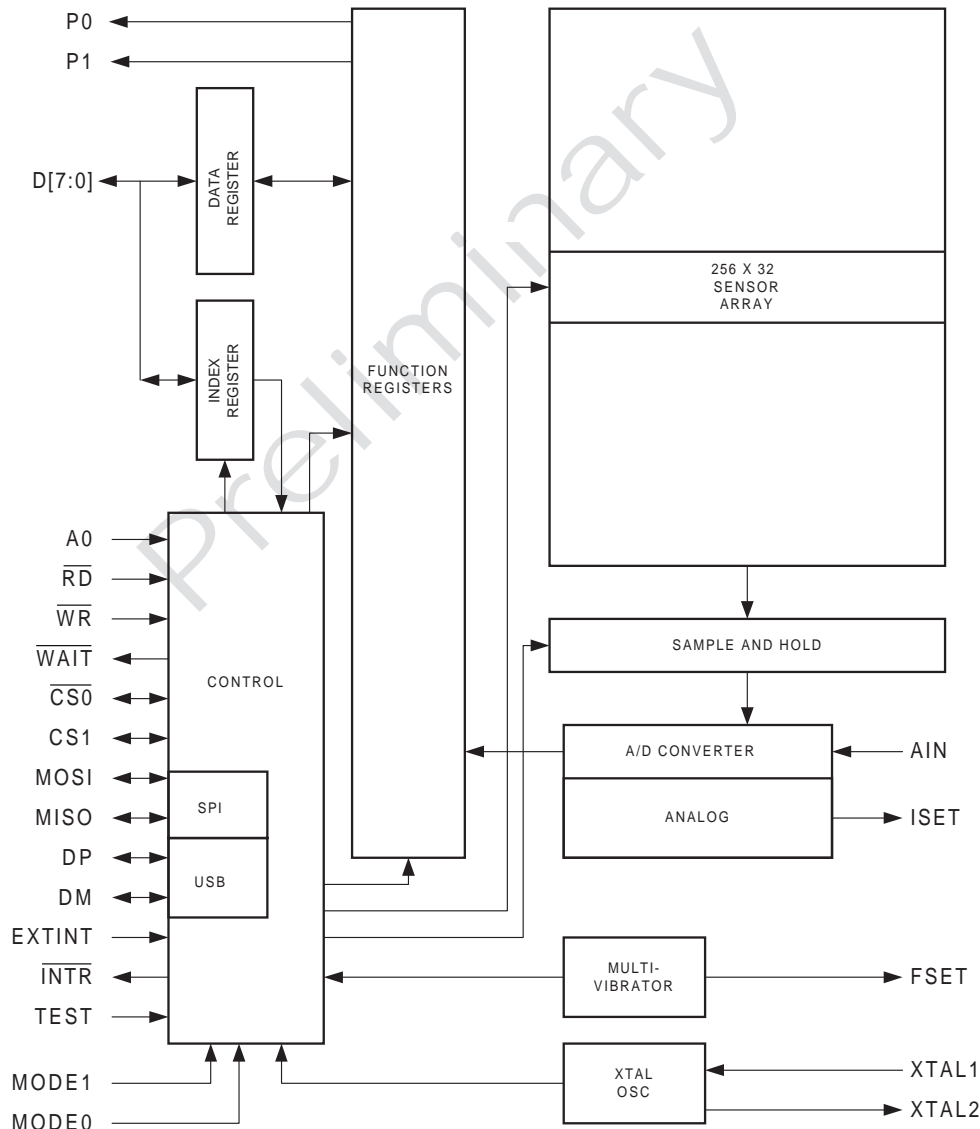 P0
P1
D[7:0]
DATA
REGISTER
INDEX
REGISTER
FUNCTION
REGISTERS
256 X 32
SENSOR
ARRAY
Preliminary
A0
RD
WR
WAIT
CS0
CS1
MOSI
MISO
DP
DM
EXTINT
INTR
TEST
MODE1
MODE0
CONTROL
SPI
USB
SAMPLE AND HOLD
A/D CONVERTER
ANALOG
AIN
ISET
MULTI-
VIBRATOR
FSET
XTAL
OSC
XTAL1
XTAL2